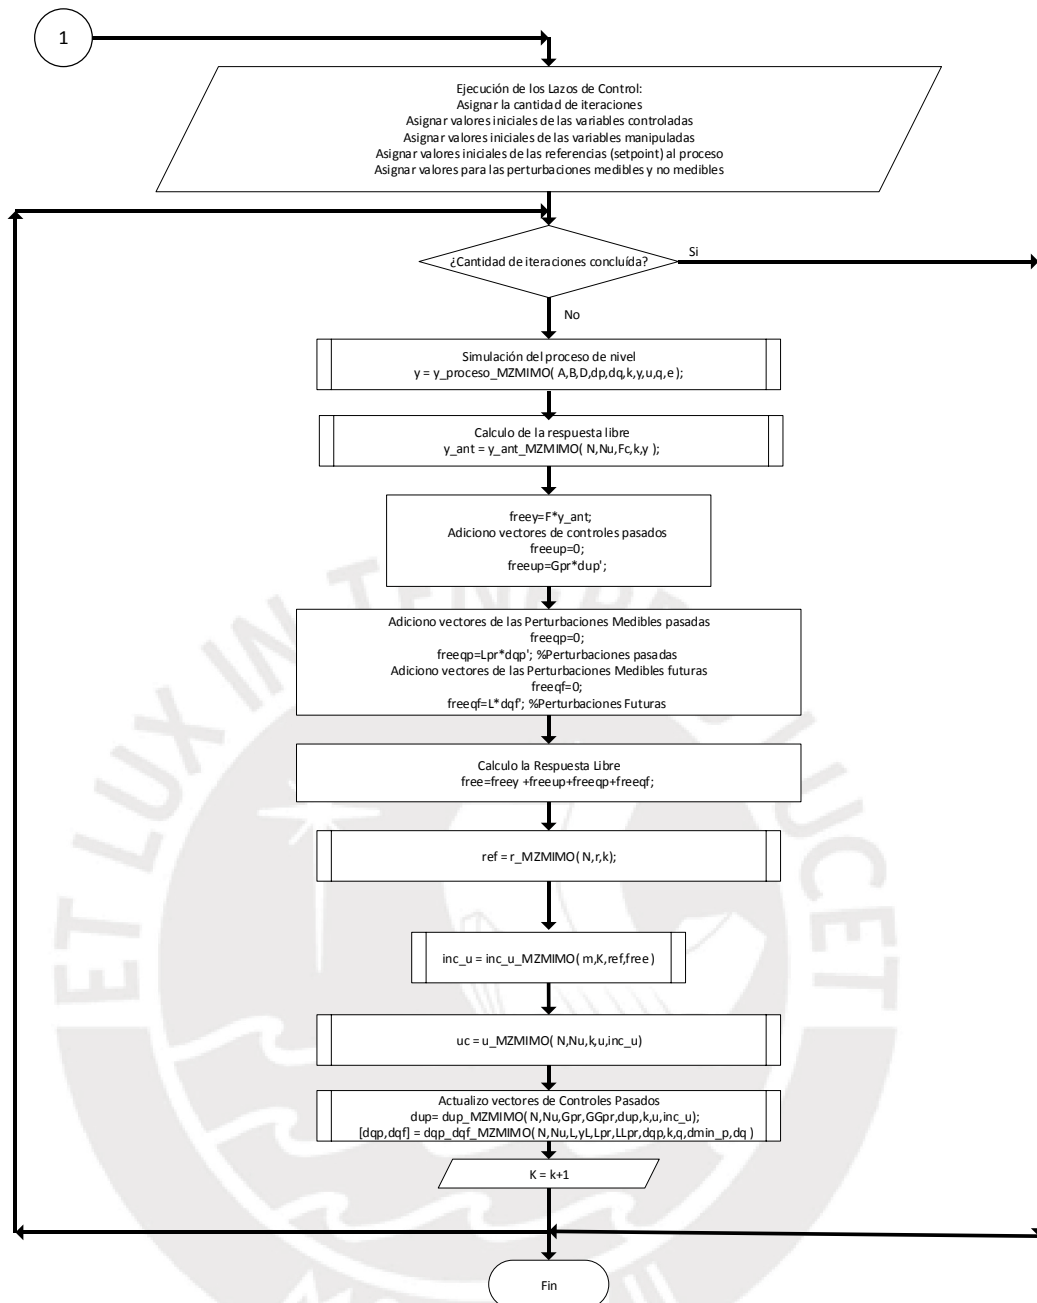 1
Ejecución de los Lazos de Control:
Asignar la cantidad de iteraciones
Asignar valores iniciales de las variables controladas
Asignar valores iniciales de las variables manipuladas
Asignar valores iniciales de las referencias (setpoint) al proceso
Asignar valores para las perturbaciones medibles y no medibles
¿Cantidad de iteraciones concluída?
Si
No
Simulación del proceso de nivel
y = y_proceso_MZMIMO( A,B,D,dp,dq,k,y,u,q,e );
Calculo de la respuesta libre
y_ant = y_ant_MZMIMO( N,Nu,Fc,k,y );
freey=F*y_ant;
Adiciono vectores de controles pasados
freeup=0;
freeup=Gpr*dup';
Adiciono vectores de las Perturbaciones Medibles pasadas
freeqp=0;
freeqp=Lpr*dqp'; %Perturbaciones pasadas
Adiciono vectores de las Perturbaciones Medibles futuras
freeqf=0;
freeqf=L*dqf'; %Perturbaciones Futuras
Calculo la Respuesta Libre
free=freey +freeup+freeqp+freeqf;
ref = r_MZMIMO( N,r,k);
inc_u = inc_u_MZMIMO( m,K,ref,free )
uc = u_MZMIMO( N,Nu,k,u,inc_u)
Actualizo vectores de Controles Pasados
dup= dup_MZMIMO( N,Nu,Gpr,GGpr,dup,k,u,inc_u);
[dqp,dqf] = dqp_dqf_MZMIMO( N,Nu,L,yL,Lpr,LLpr,dqp,k,q,dmin_p,dq )
K = k+1
Fin
ET LUX IN TENEBRIS LUCET